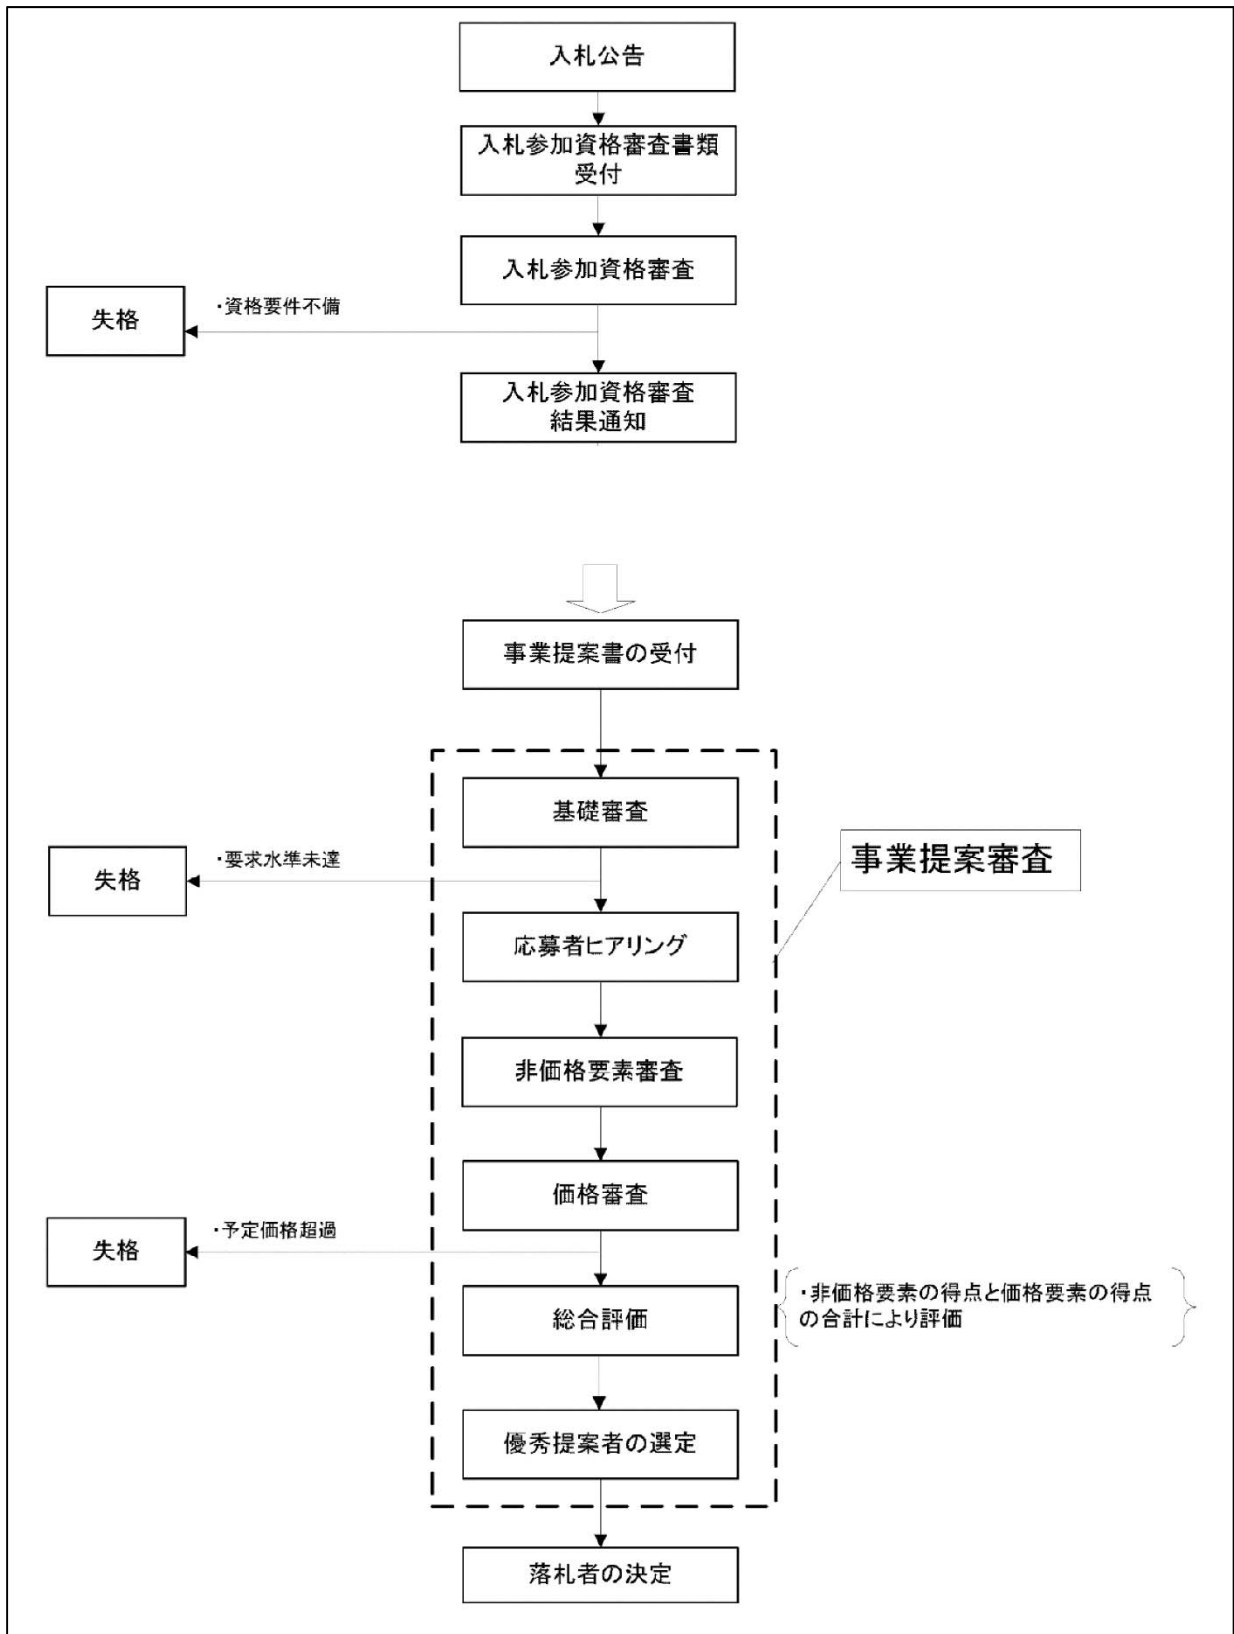 入札公告
入札参加資格審査書類
受付
入札参加資格審査
・資格要件不備
失格
入札参加資格審査
結果通知
事業提案書の受付
基礎審査
事業提案審査
・要求水準未達
失格
応募者ヒアリング
非価格要素審査
価格審査
・予定価格超過
失格
総合評価
・非価格要素の得点と価格要素の得点
の合計により評価
優秀提案者の選定
落札者の決定